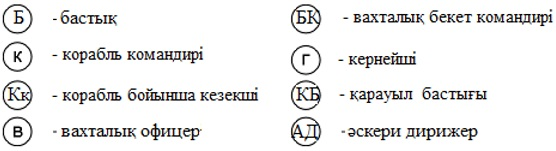 Б - бастық
К - корабль командирі
Кк - корабль бойынша кезекші
В - вахталық офицер
БК - вахталық бекет командирі
Г - кернейші
КБ - қарауыл бастығы
АД - әскери дирижер